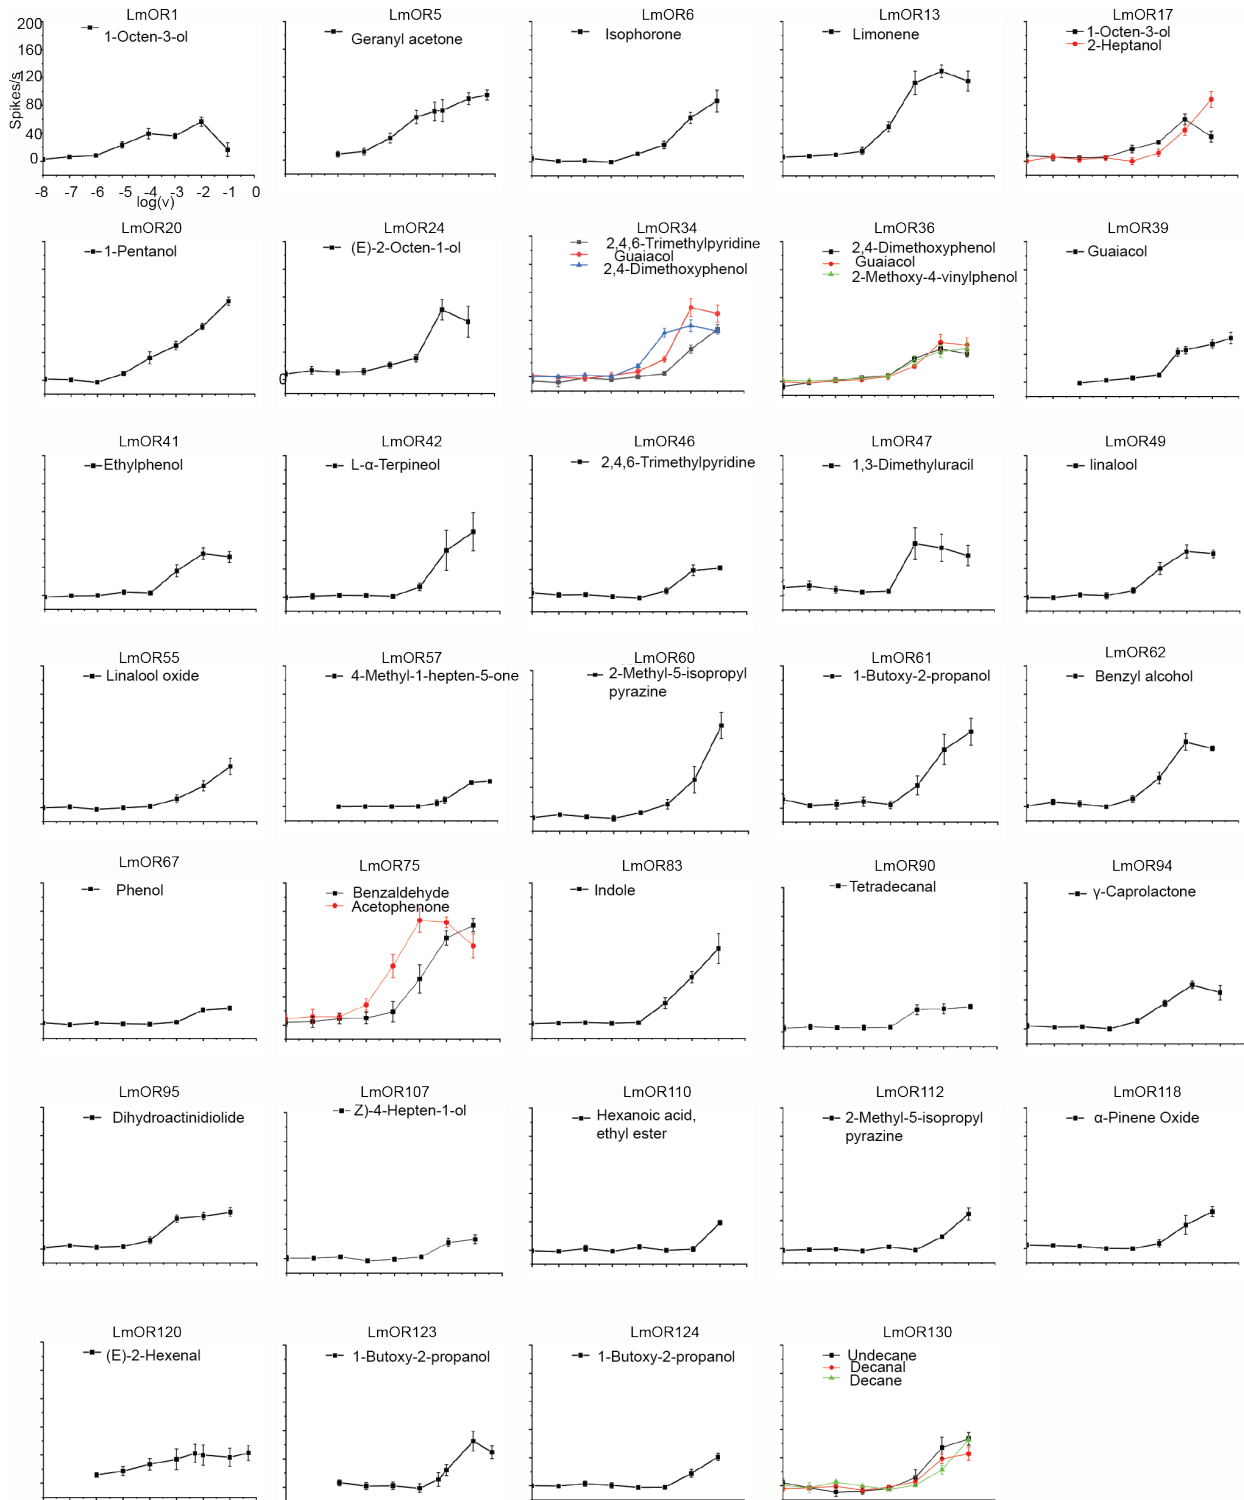 LmOR1
LmOR5
LmOR6
LmOR13
LmOR17
200
160
120
80
40
0
Spikes/s
1-Octen-3-ol
-8 -7 -6 -5 -4 -3 -2 -1 0
log(v)
Geranyl acetone
Isophorone
Limonene
1-Octen-3-ol
2-Heptanol
LmOR20
LmOR24
LmOR34
LmOR36
LmOR39
1-Pentanol
(E)-2-Octen-1-ol
2,4,6-Trimethylpyridine
Guaiacol
2,4-Dimethoxyphenol
2,4-Dimethoxyphenol
Guaiacol
2-Methoxy-4-vinylphenol
Guaiacol
LmOR41
LmOR42
LmOR46
LmOR47
LmOR49
Ethylphenol
L-α-Terpineol
2,4,6-Trimethylpyridine
1,3-Dimethyluracil
linalool
LmOR55
LmOR57
LmOR60
LmOR61
LmOR62
Linalool oxide
4-Methyl-1-hepten-5-one
2-Methyl-5-isopropyl
pyrazine
1-Butoxy-2-propanol
Benzyl alcohol
LmOR67
LmOR75
LmOR83
LmOR90
LmOR94
Phenol
Benzaldehyde
Acetophenone
Indole
Tetradecanal
γ-Caprolactone
LmOR95
LmOR107
LmOR110
LmOR112
LmOR118
Dihydroactinidiolide
Z)-4-Hepten-1-ol
Hexanoic acid,
ethyl ester
2-Methyl-5-isopropyl
pyrazine
α-Pinene Oxide
LmOR120
LmOR123
LmOR124
LmOR130
(E)-2-Hexenal
1-Butoxy-2-propanol
1-Butoxy-2-propanol
Undecane
Decanal
Decane